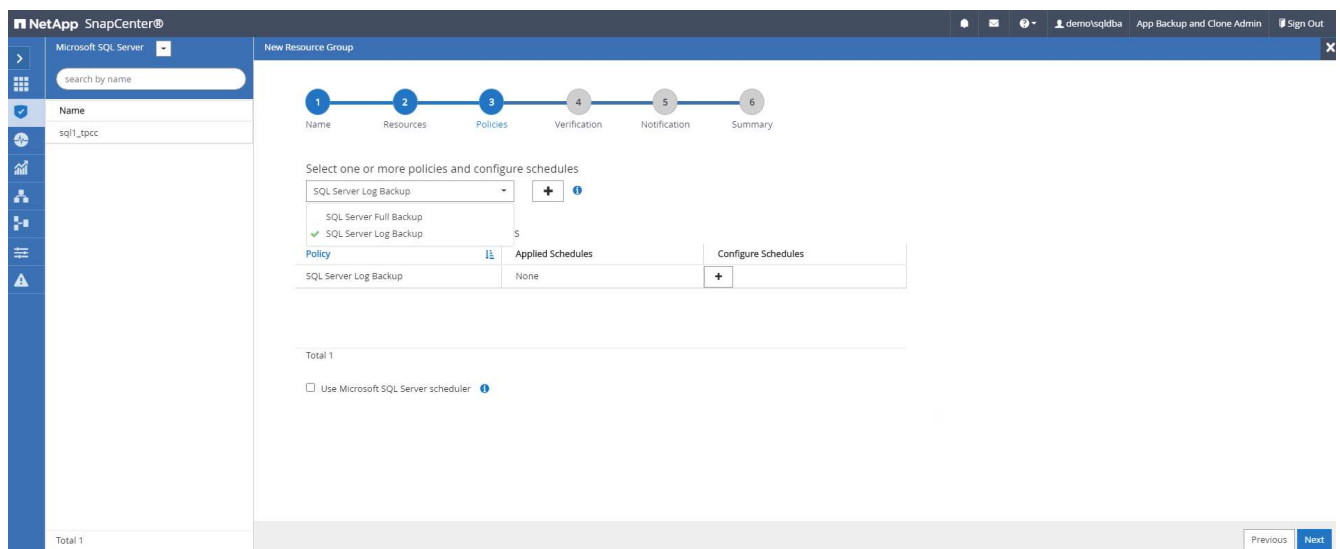 NetApp SnapCenter®
demo\sqldba App Backup and Clone Admin Sign Out
Microsoft SQL Server
New Resource Group
search by name
Name
sql1_tpcc
1 2 3 4 5 6
Name Resources Policies Verification Notification Summary
Select one or more policies and configure schedules
SQL Server Log Backup
SQL Server Full Backup
SQL Server Log Backup
s
Policy Applied Schedules Configure Schedules
SQL Server Log Backup None
Total 1
Use Microsoft SQL Server scheduler
Total 1
Previous Next